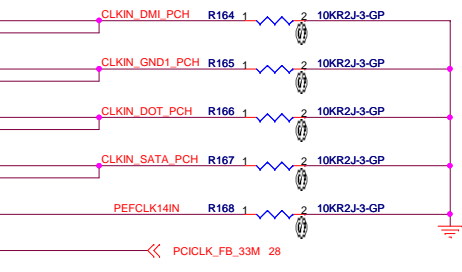 CLKIN_DMI_PCH R164 1 2 10KR2J-3-GP
CLKIN_GND1_PCH R165 1 2 10KR2J-3-GP
CLKIN_DOT_PCH R166 1 2 10KR2J-3-GP
CLKIN_SATA_PCH R167 1 2 10KR2J-3-GP
PEFCLK14IN R168 1 2 10KR2J-3-GP
PCICLK_FB_33M 28